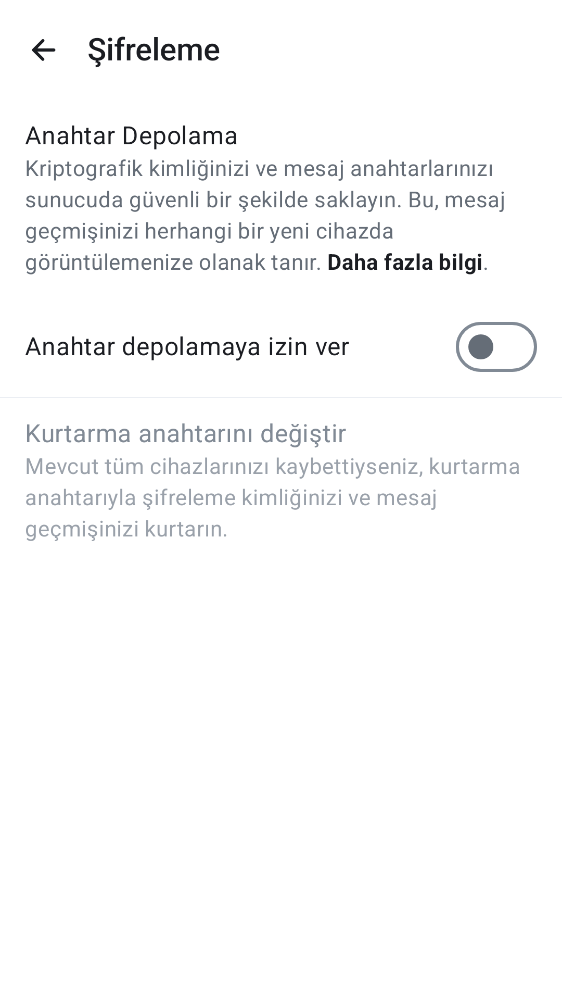 Şifreleme
Anahtar Depolama
Kriptografik kimliğinizi ve mesaj anahtarlarınızı
sunucuda güvenli bir şekilde saklayın. Bu, mesaj
geçmişinizi herhangi bir yeni cihazda
görüntülemenize olanak tanır. Daha fazla bilgi.
Anahtar depolamaya izin ver
Kurtarma anahtarını değiştir
Mevcut tüm cihazlarınızı kaybettiyseniz, kurtarma
anahtarıyla şifreleme kimliğinizi ve mesaj
geçmişinizi kurtarın.